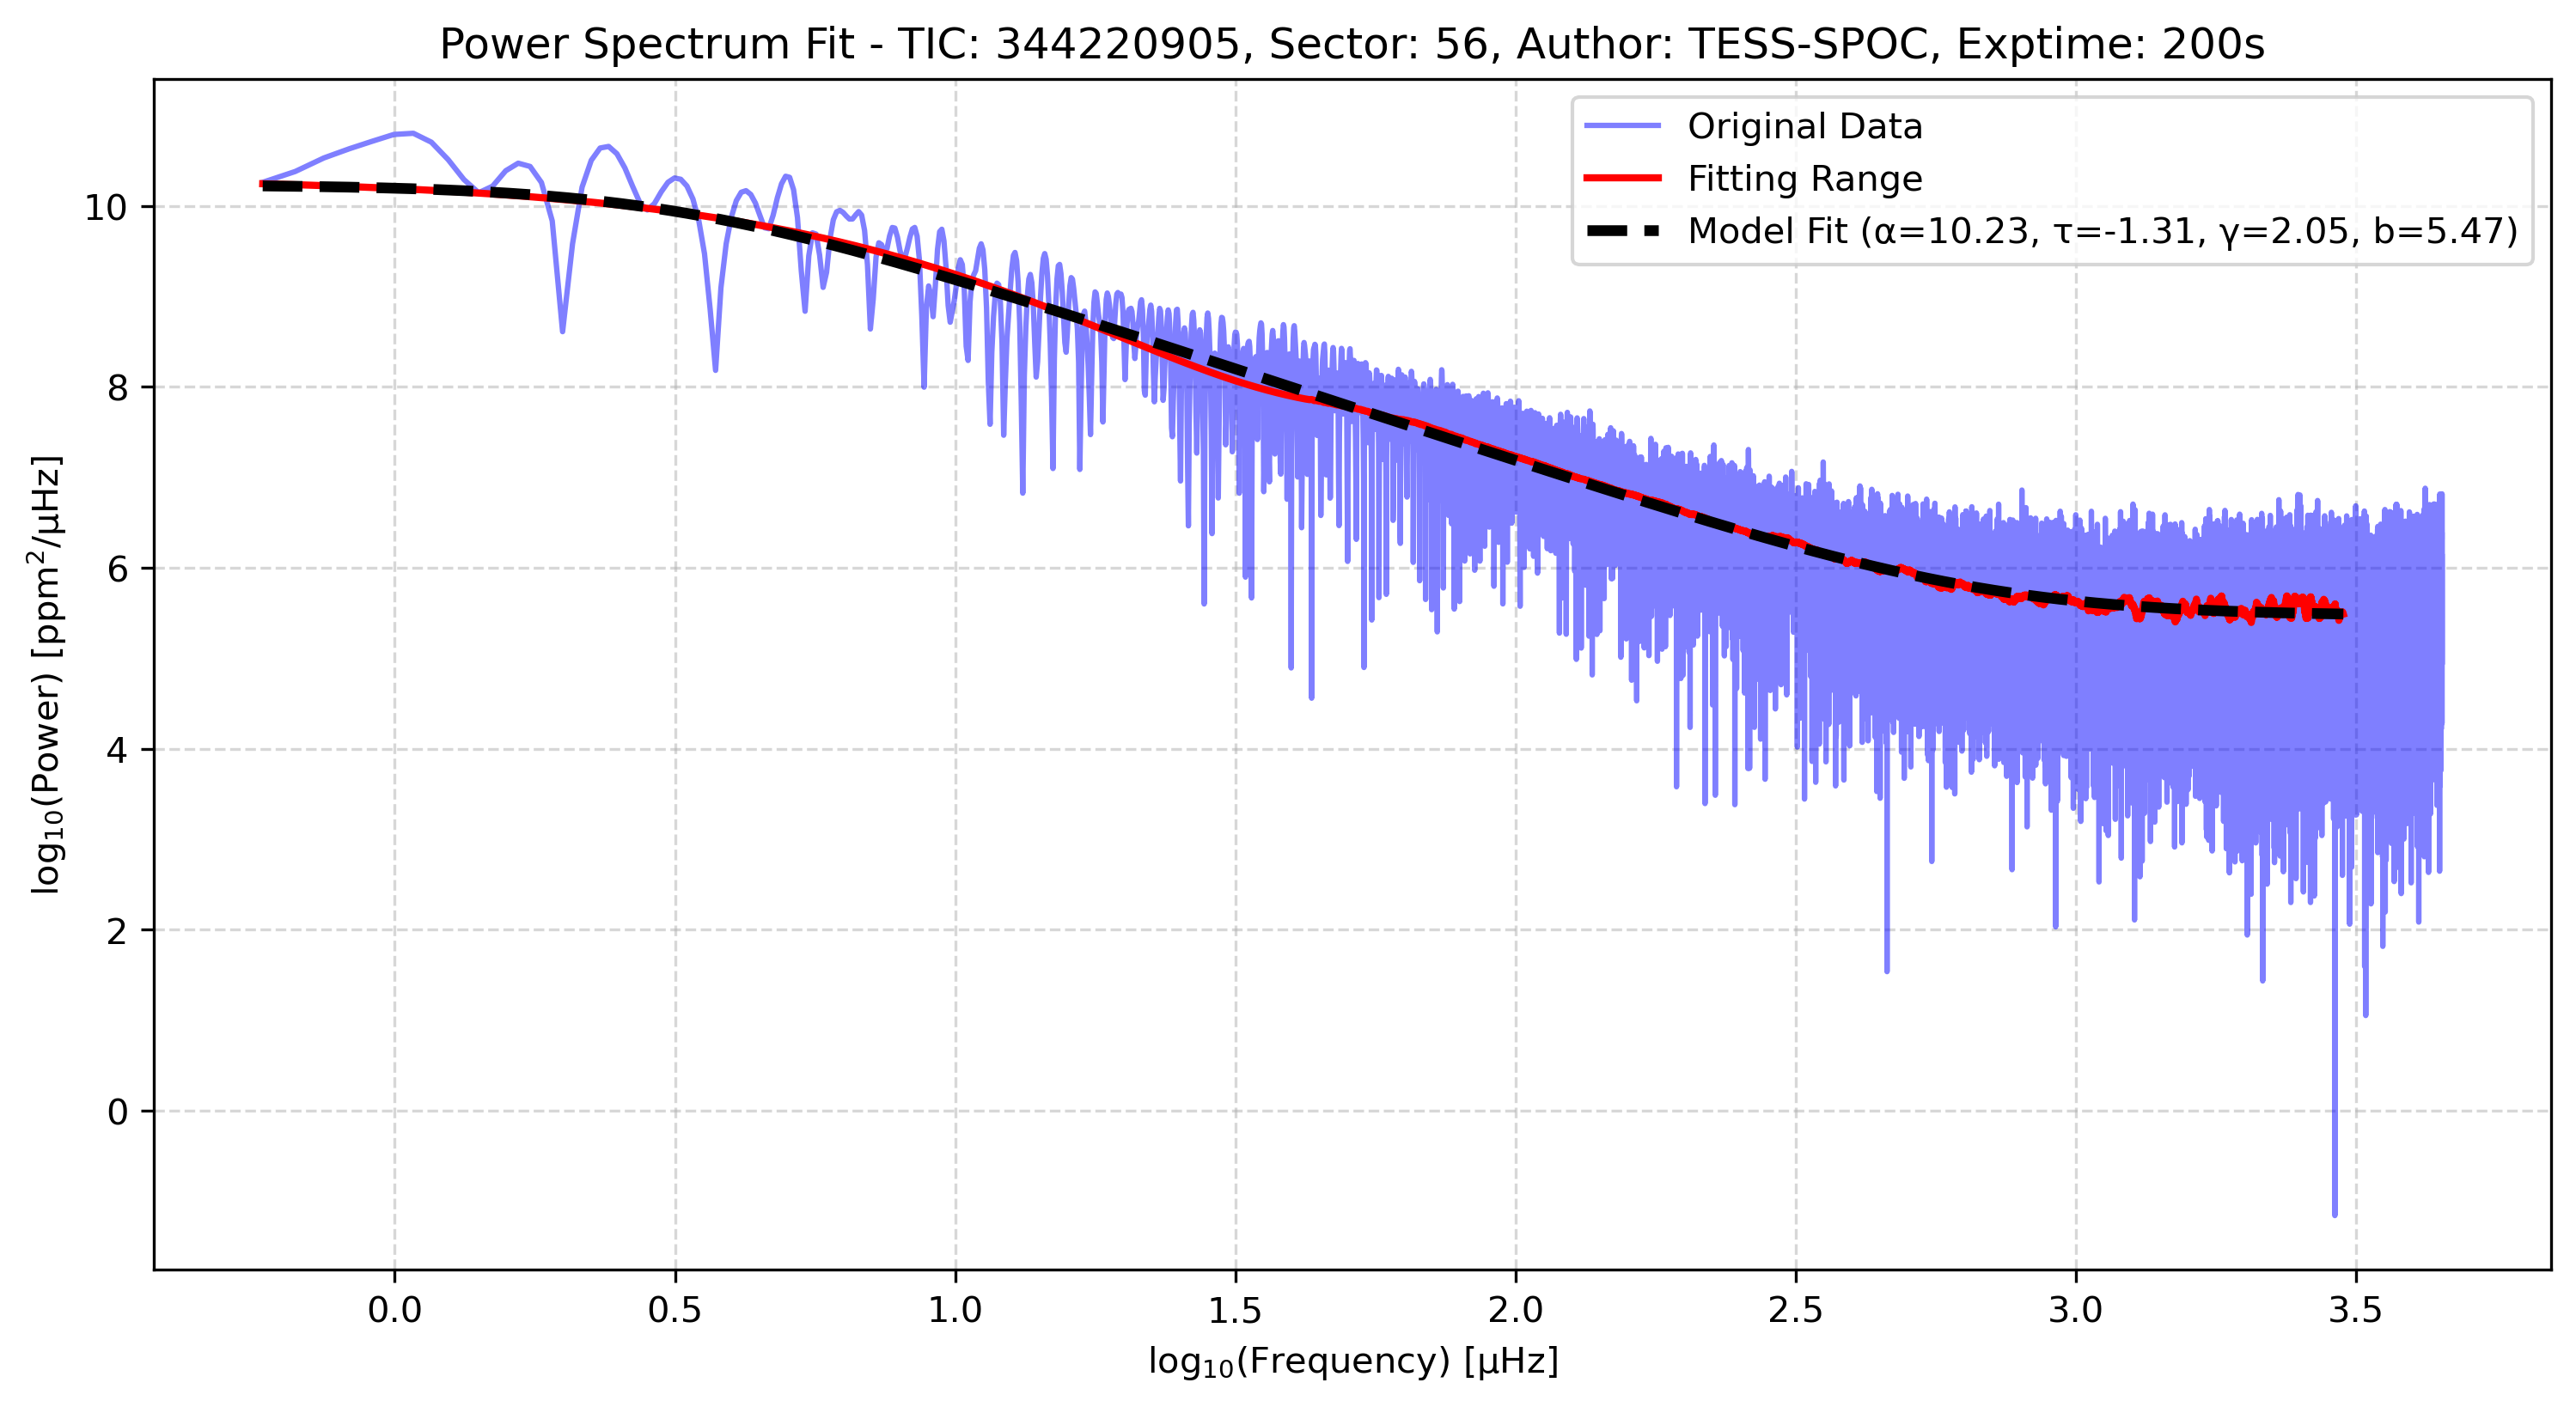 Power Spectrum Fit - TIC: 344220905, Sector: 56, Author: TESS-SPOC, Exptime: 200s
Original Data
Fitting Range
Model Fit (α=10.23, τ=-1.31, γ=2.05, b=5.47)
log₁₀(Power) [ppm²/μHz]
10
8
6
4
2
0
0.0 0.5 1.0 1.5 2.0 2.5 3.0 3.5
log₁₀(Frequency) [μHz]